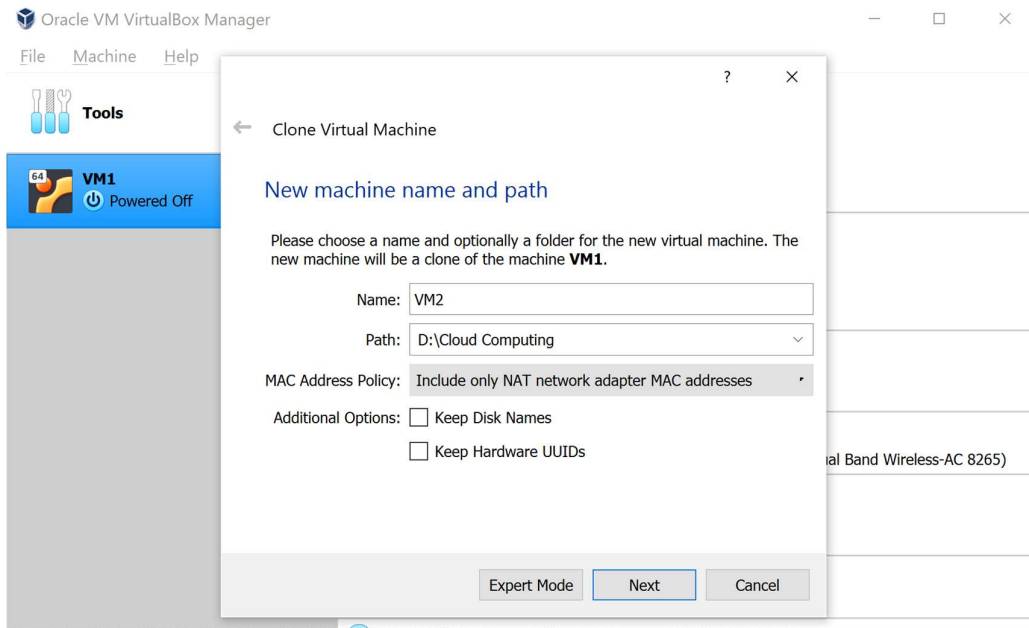 Oracle VM VirtualBox Manager
File Machine Help
?
Tools
Clone Virtual Machine
64
VM1
Powered Off
New machine name and path
Please choose a name and optionally a folder for the new virtual machine. The
new machine will be a clone of the machine VM1.
Name: VM2
Path: D:\Cloud Computing
MAC Address Policy: Include only NAT network adapter MAC addresses
Additional Options: Keep Disk Names
Keep Hardware UUIDs
Band Wireless-AC 8265)
Expert Mode Next Cancel